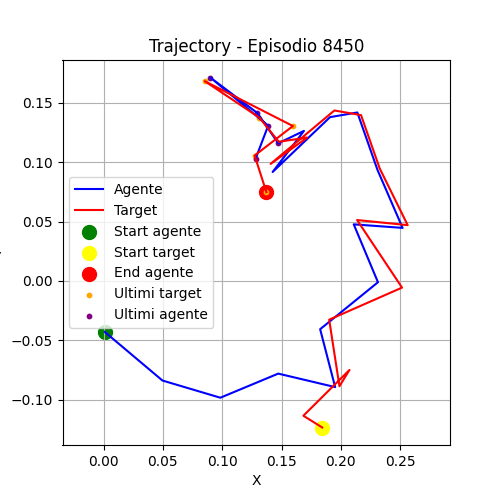 Trajectory - Episodio 8450
0.15
0.10
0.05
0.00
−0.05
−0.10
Agente
Target
Start agente
Start target
End agente
Ultimi target
Ultimi agente
0.00 0.05 0.10 0.15 0.20 0.25
X